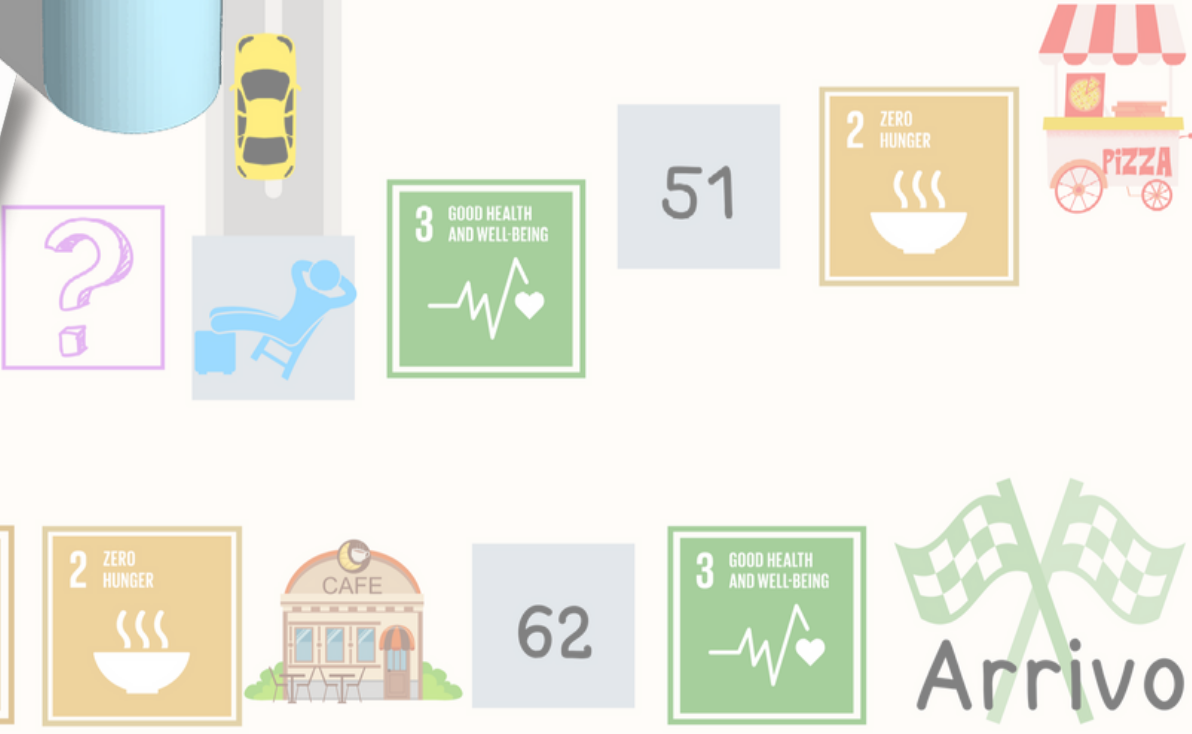 51
2 ZERO
HUNGER
PiZZA
?
3 GOOD HEALTH
AND WELL-BEING
2 ZERO
HUNGER
CAFE
62
3 GOOD HEALTH
AND WELL-BEING
Arrivo